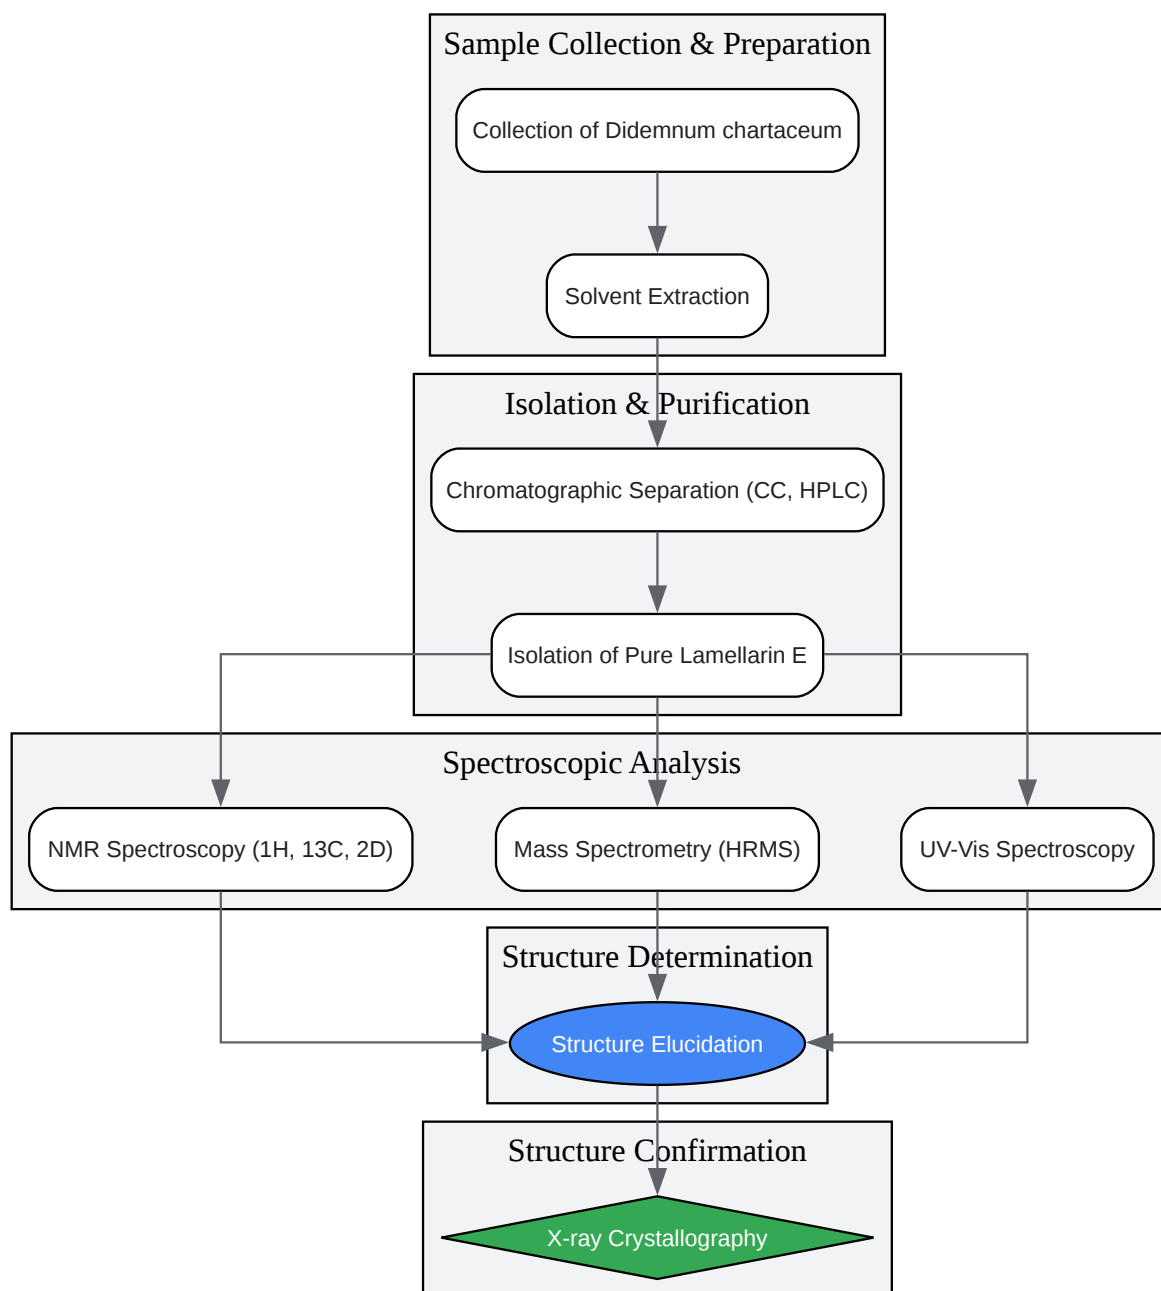 Sample Collection & Preparation
Collection of Didemnum chartaceum
Solvent Extraction
Isolation & Purification
Chromatographic Separation (CC, HPLC)
Isolation of Pure Lamellarin E
Spectroscopic Analysis
NMR Spectroscopy (1H, 13C, 2D)
Mass Spectrometry (HRMS)
UV-Vis Spectroscopy
Structure Determination
Structure Elucidation
Structure Confirmation
X-ray Crystallography